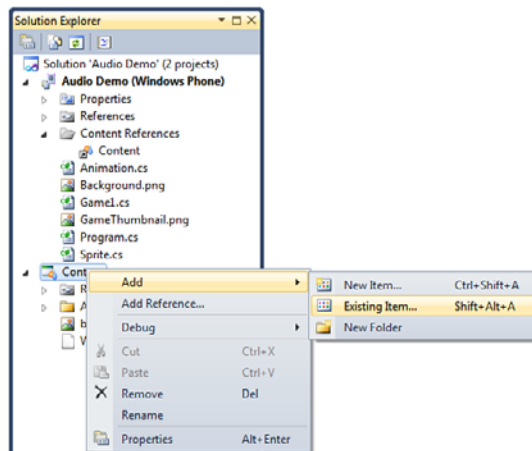 Solution Explorer
Solution 'Audio Demo' (2 projects)
Audio Demo (Windows Phone)
Properties
References
Content References
Content
Animation.cs
Background.png
Game1.cs
GameThumbnail.png
Program.cs
Sprite.cs
Cont
Add
New Item... Ctrl+Shift+A
R
Add Reference...
Existing Item... Shift+Alt+A
A
Debug
New Folder
b
W
Cut Ctrl+X
Paste Ctrl+V
Remove Del
Rename
Properties Alt+Enter